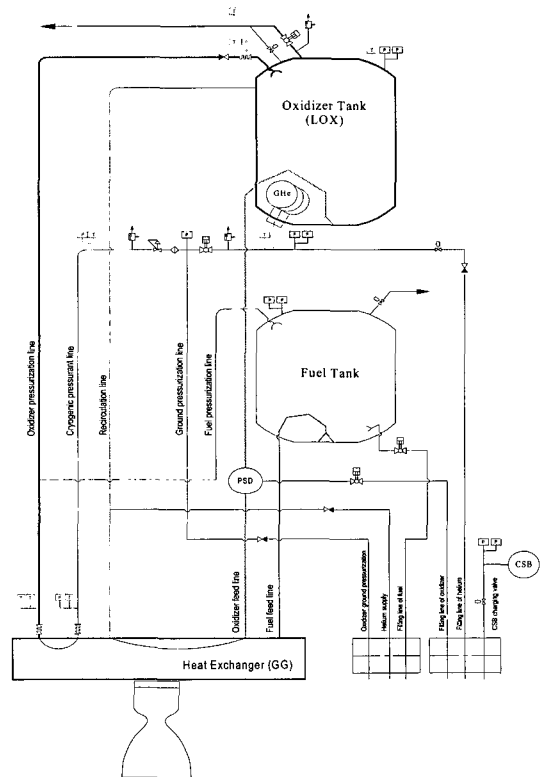 Oxidizer Tank
(LOX)
GHe
Fuel Tank
PSD
CSB
Oxidizer pressurization line
Cryogenic pressurant line
Recirculation line
Ground pressurization line
Fuel pressurization line
Oxidizer feed line
Fuel feed line
Oxidizer ground pressurization
Helium supply
Filling line of fuel
Filling line of oxidizer
Filling line of helium
CSB charging valve
Heat Exchanger (GG)